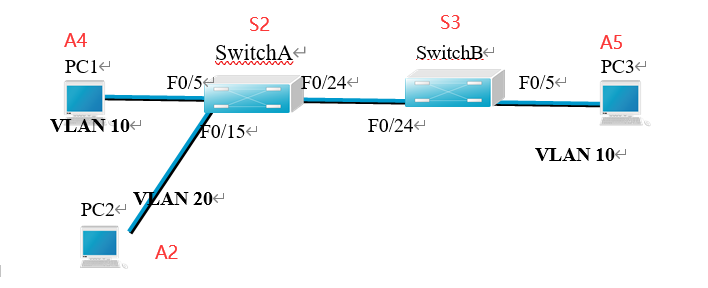 S2
S3
A4
SwitchA↵
SwitchB↵
A5
PC1↵
PC3↵
F0/5↵
F0/24↵
F0/5↵
VLAN 10↵
F0/15↵
F0/24↵
VLAN 10↵
VLAN 20↵
PC2↵
A2